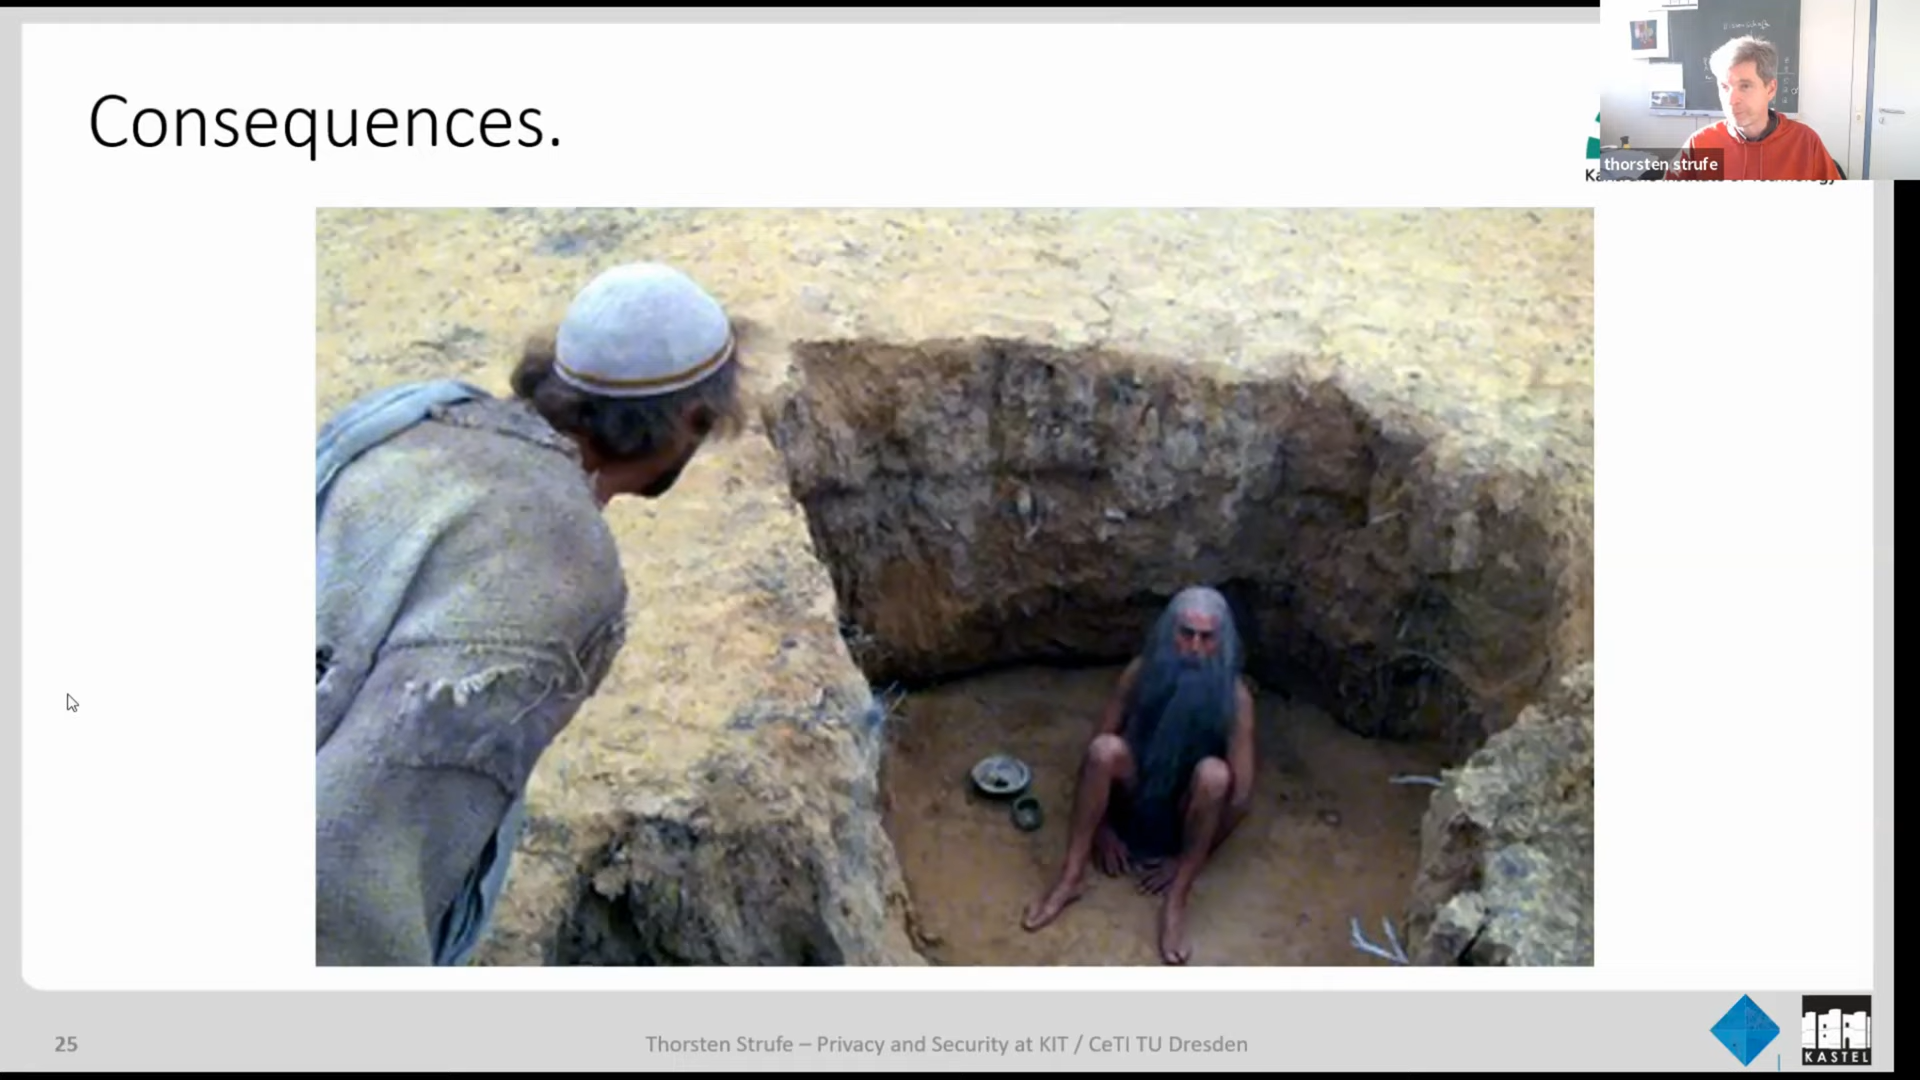 Consequences.
thorsten strufe
25
Thorsten Strufe – Privacy and Security at KIT / CeTI TU Dresden
KASTEL